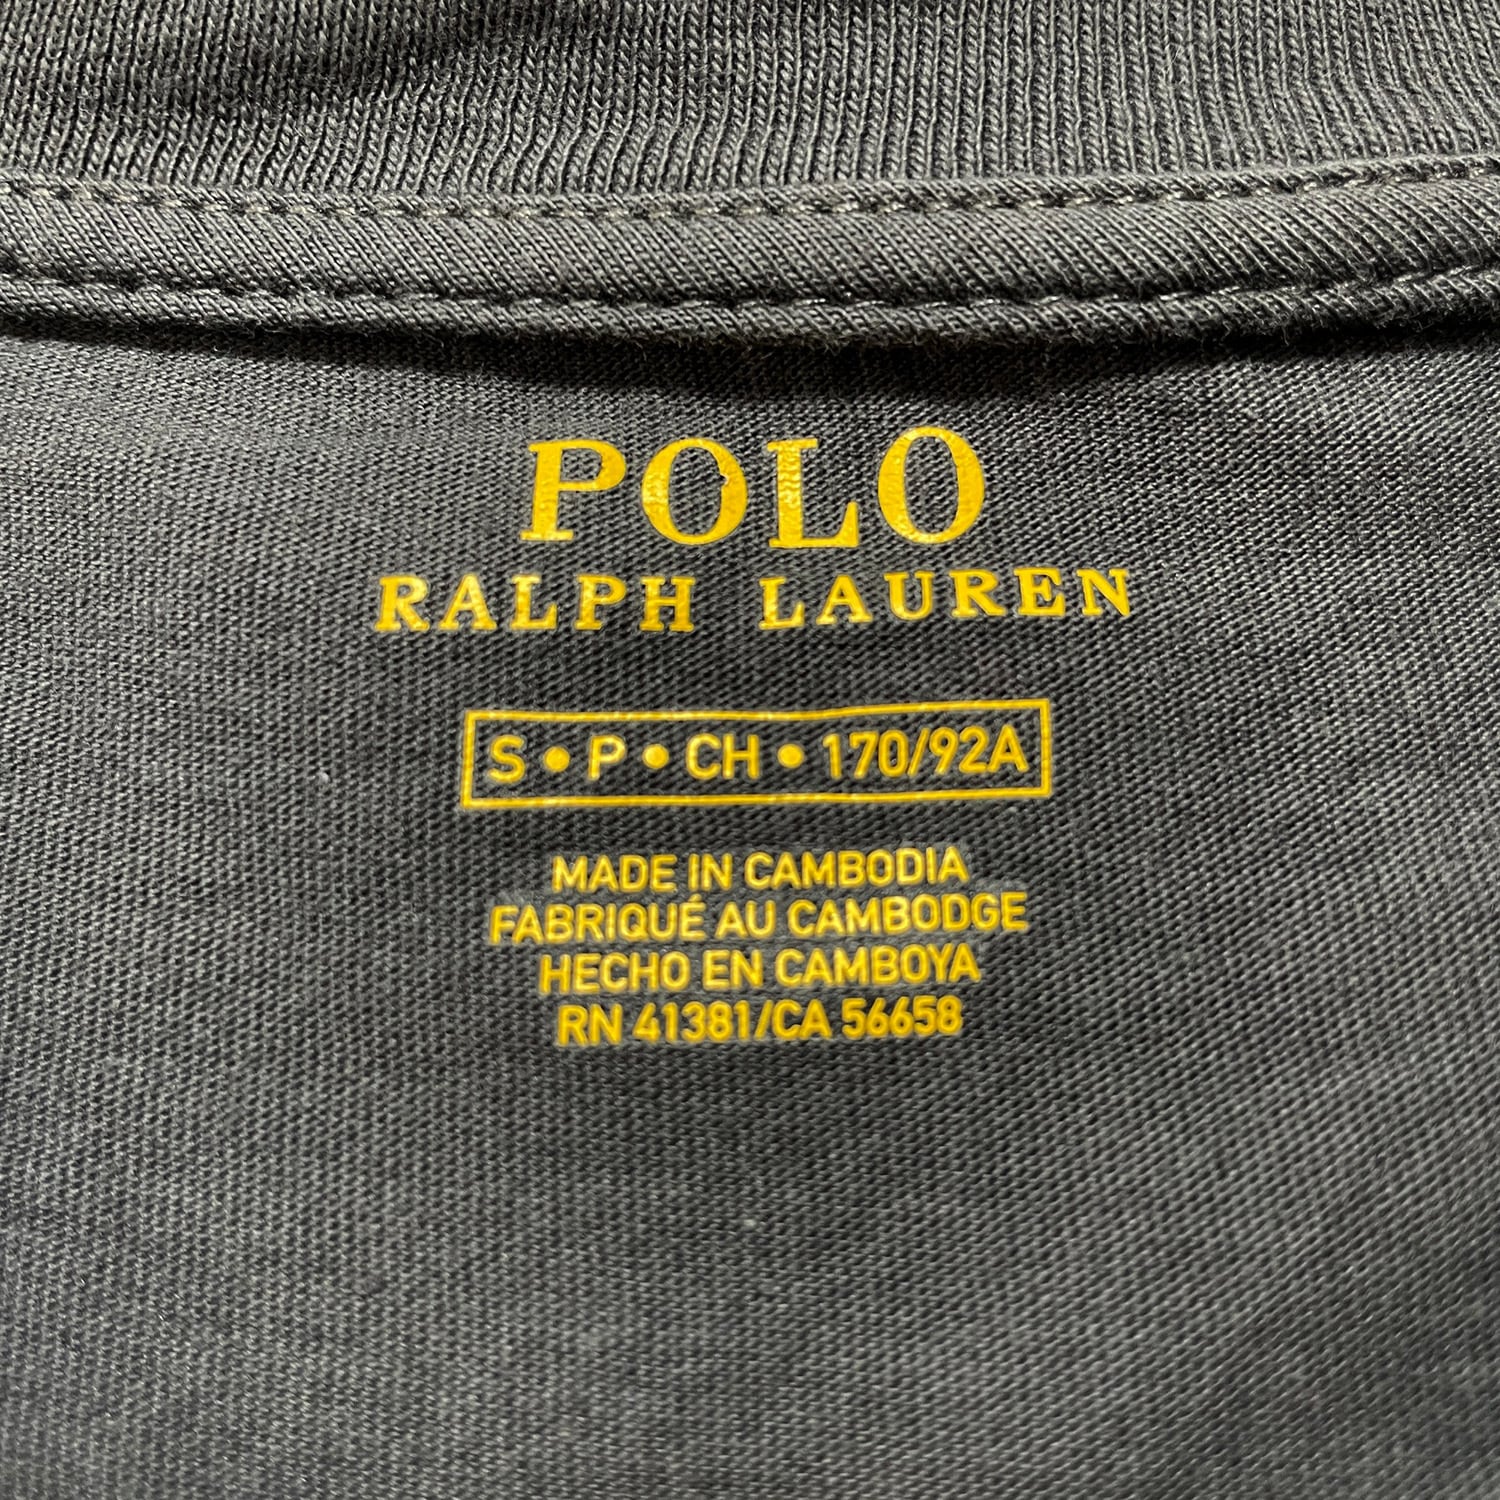 POLO
RALPH LAUREN
S • P • CH • 170/92A
MADE IN CAMBODIA
FABRIQUÉ AU CAMBODGE
HECHO EN CAMBOYA
RN 41381/CA 56658